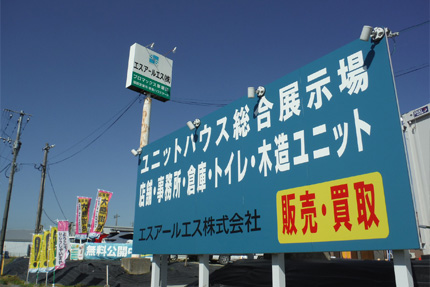 エスアールエス(株)
ユニットハウス総合展示場
店舗・事務所・倉庫・トイレ・木造ユニット
エスアールエス株式会社
販売・買取
無料公開